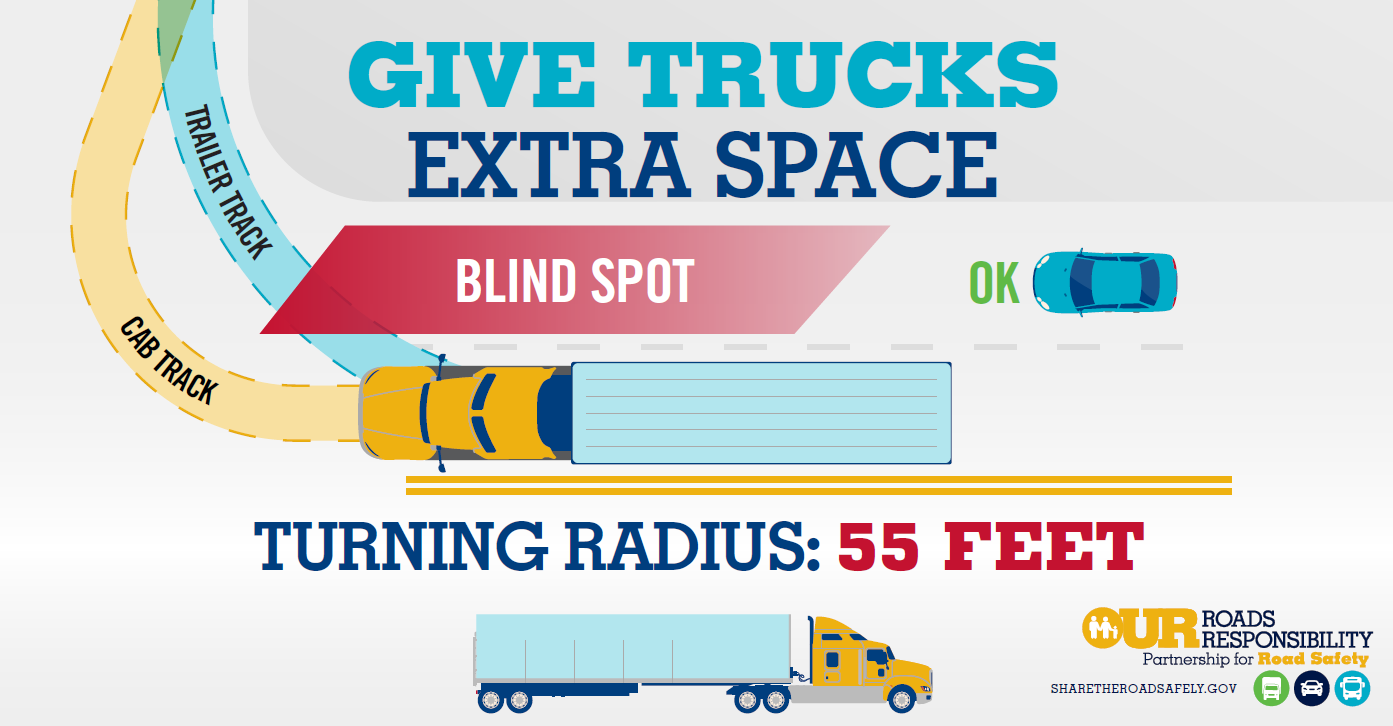 GIVE TRUCKS
EXTRA SPACE
TRAILER TRACK
BLIND SPOT
OK
CAB TRACK
TURNING RADIUS: 55 FEET
OUR ROADS
RESPONSIBILITY
Partnership for Road Safety
SHARETHEROADSAFELY.GOV